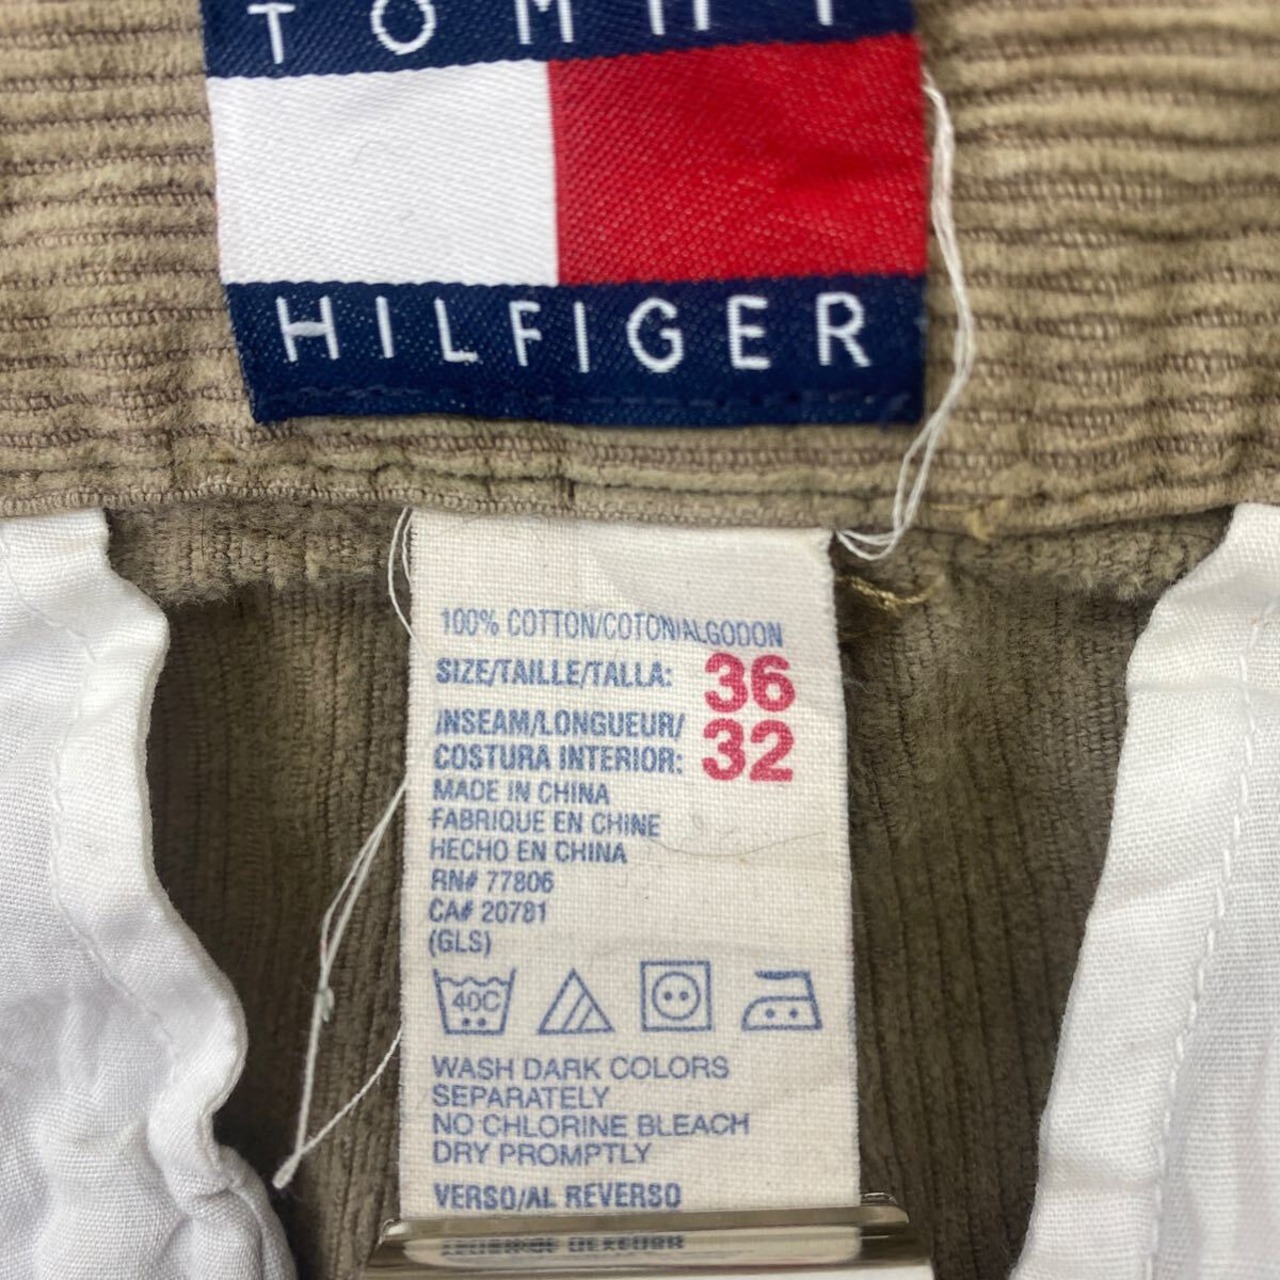 TOMMY
HILFIGER
100% COTTON/COTON/ALGODON
SIZE/TAILLE/TALLA: 36
/INSEAM/LONGUEUR/
COSTURA INTERIOR: 32
MADE IN CHINA
FABRIQUE EN CHINE
HECHO EN CHINA
RN# 77806
CA# 20781
(GLS)
40C
WASH DARK COLORS
SEPARATELY
NO CHLORINE BLEACH
DRY PROMPTLY
VERSO/AL REVERSO